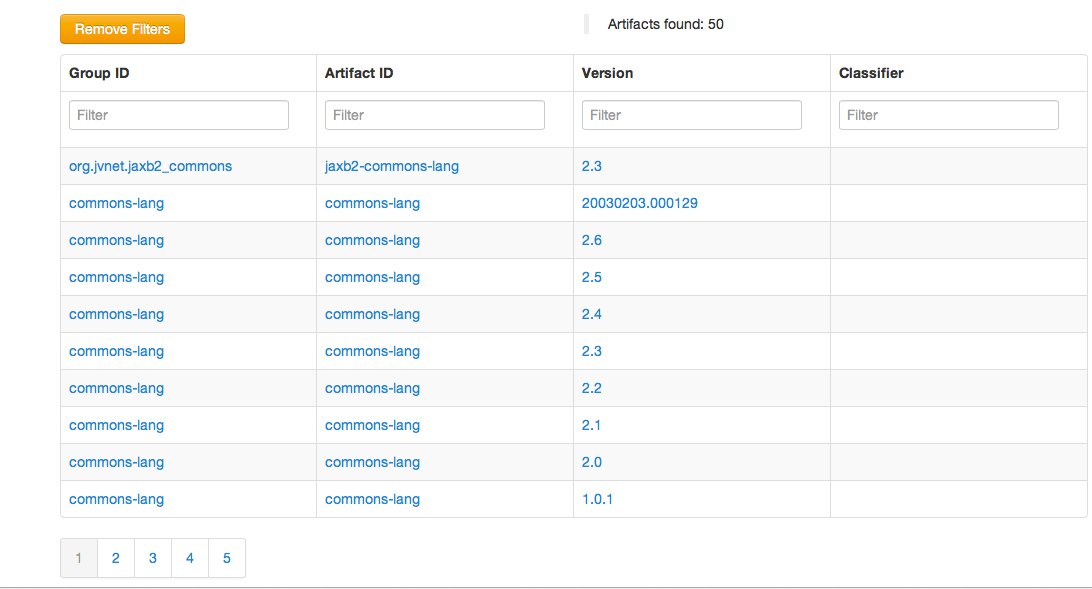 Remove Filters Artifacts found: 50
Group ID Artifact ID Version Classifier
Filter Filter Filter Filter
org.jvnet.jaxb2_commons jaxb2-commons-lang 2.3
commons-lang commons-lang 20030203.000129
commons-lang commons-lang 2.6
commons-lang commons-lang 2.5
commons-lang commons-lang 2.4
commons-lang commons-lang 2.3
commons-lang commons-lang 2.2
commons-lang commons-lang 2.1
commons-lang commons-lang 2.0
commons-lang commons-lang 1.0.1
1 2 3 4 5